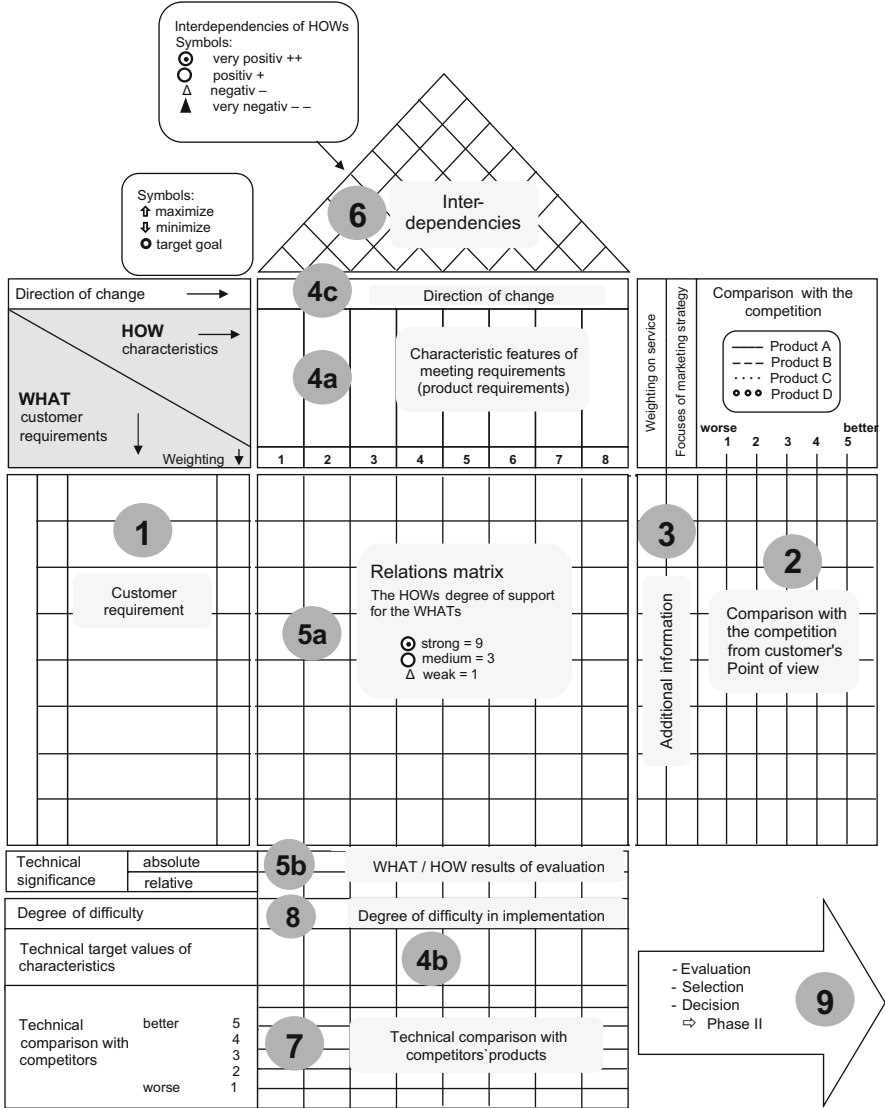 Interdependencies of HOWs
Symbols:
very positiv ++
positiv +
negativ –
very negativ – –
Symbols:
maximize
minimize
target goal
6
Inter-
dependencies
Direction of change
4c
Direction of change
HOW
characteristics
WHAT
customer
requirements
Weighting
4a
Characteristic features of
meeting requirements
(product requirements)
1 2 3 4 5 6 7 8
Weighting on service
Focuses of marketing strategy
Comparison with the
competition
Product A
Product B
Product C
Product D
worse better
1 2 3 4 5
1
Customer
requirement
5a
Relations matrix
The HOWs degree of support
for the WHATs
strong = 9
medium = 3
Δ weak = 1
3
Additional information
2
Comparison with
the competition
from customer's
Point of view
Technical
significance
absolute
relative
5b
WHAT / HOW results of evaluation
Degree of difficulty
8
Degree of difficulty in implementation
Technical target values of
characteristics
4b
Technical
comparison with
competitors
better 5
4
3
2
worse 1
7
Technical comparison with
competitors`products
- Evaluation
- Selection
- Decision
⇨ Phase II
9